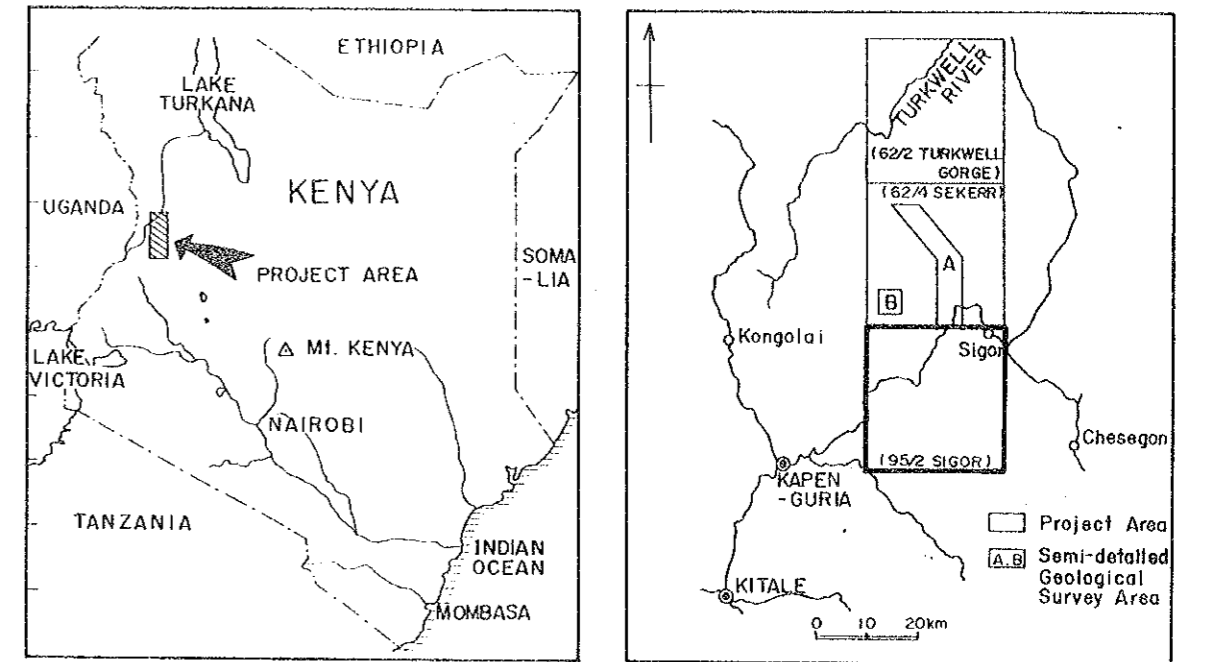 ETHIOPIA
LAKE
TURKANA
KENYA
UGANDA
SOMA
-LIA
PROJECT AREA
Mt. KENYA
LAKE
VICTORIA
NAIROBI
TANZANIA
INDIAN
OCEAN
MOMBASA
TURKWELL
RIVER
(62/2 TURKWELL
GORGE)
(62/4 SEKERR)
A
B
Kongolai
Sigor
Chesegon
(95/2 SIGOR)
KAPEN
-GURIA
Project Area
A.B Semi-detailed
Geological
Survey Area
KITALE
0 10 20km